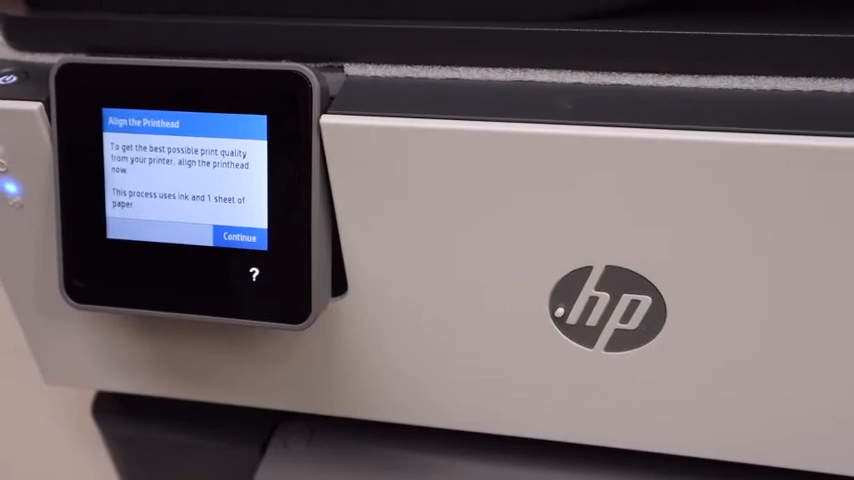 Align the Printhead
To get the best possible print quality
from your printer, align the printhead
now.
This process uses ink and 1 sheet of
paper.
Continue
?
hp